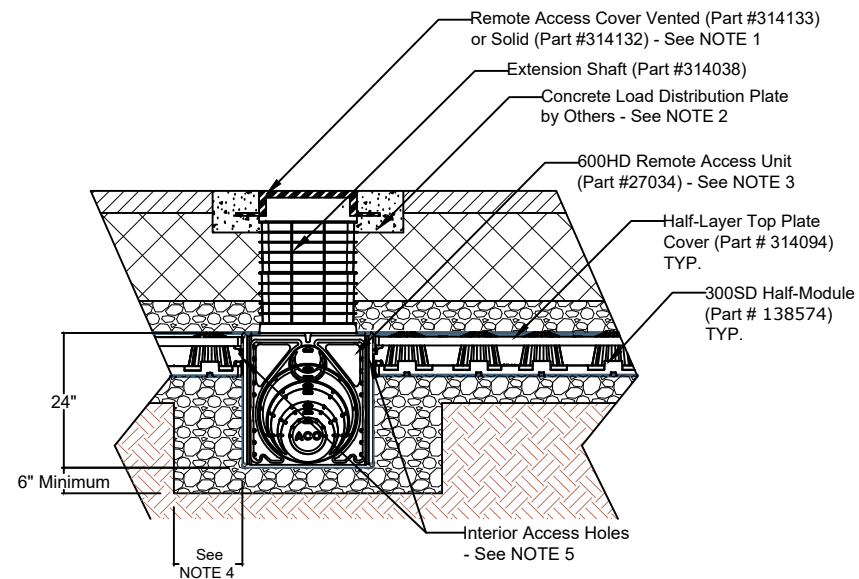 Remote Access Cover Vented (Part #314133)
or Solid (Part #314132) - See NOTE 1
Extension Shaft (Part #314038)
Concrete Load Distribution Plate
by Others - See NOTE 2
600HD Remote Access Unit
(Part #27034) - See NOTE 3
Half-Layer Top Plate
Cover (Part # 314094)
TYP.
300SD Half-Module
(Part # 138574)
TYP.
24"
ACO
6" Minimum
Interior Access Holes
- See NOTE 5
See
NOTE 4